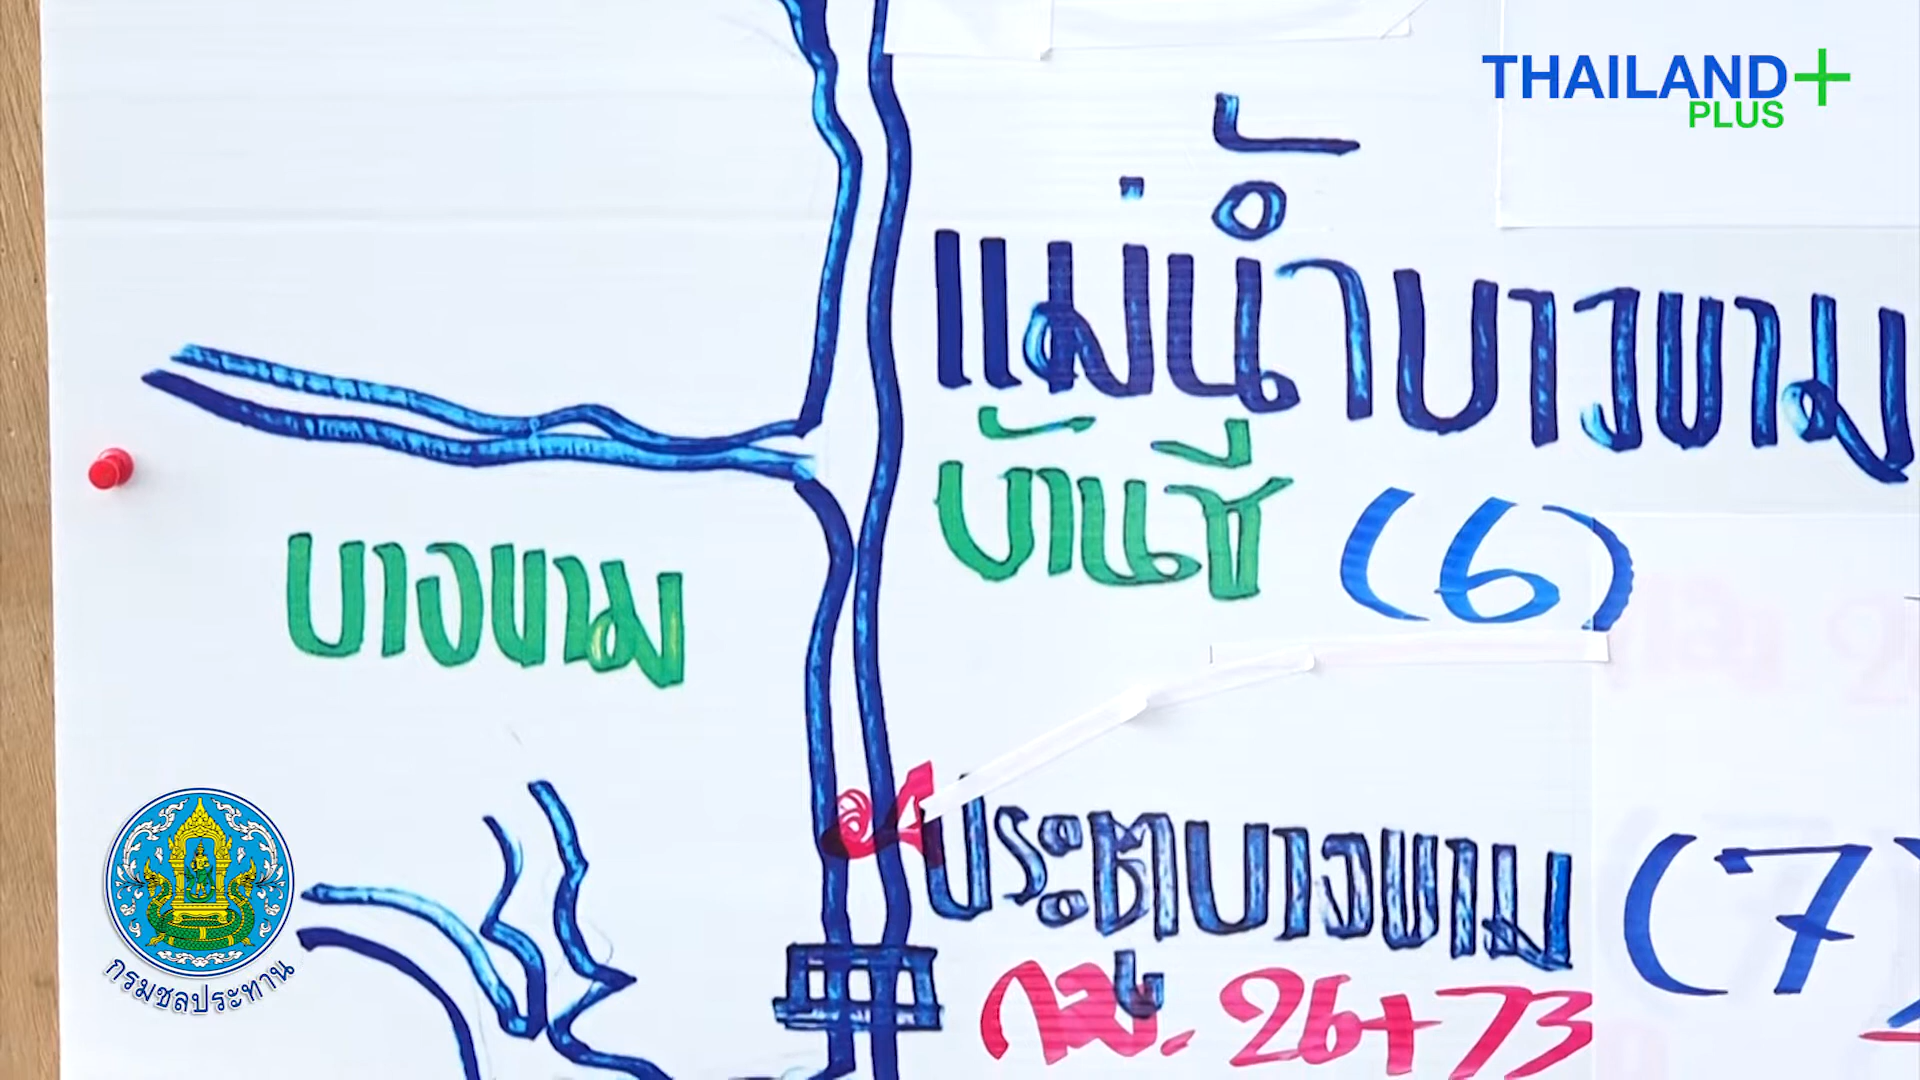 THAILAND+
PLUS
แม่น้ำบางขาม
บ้านชี (6)
บางขาม
ประตูบางขาม (7)
กม. 26+73
กรมชลประทาน